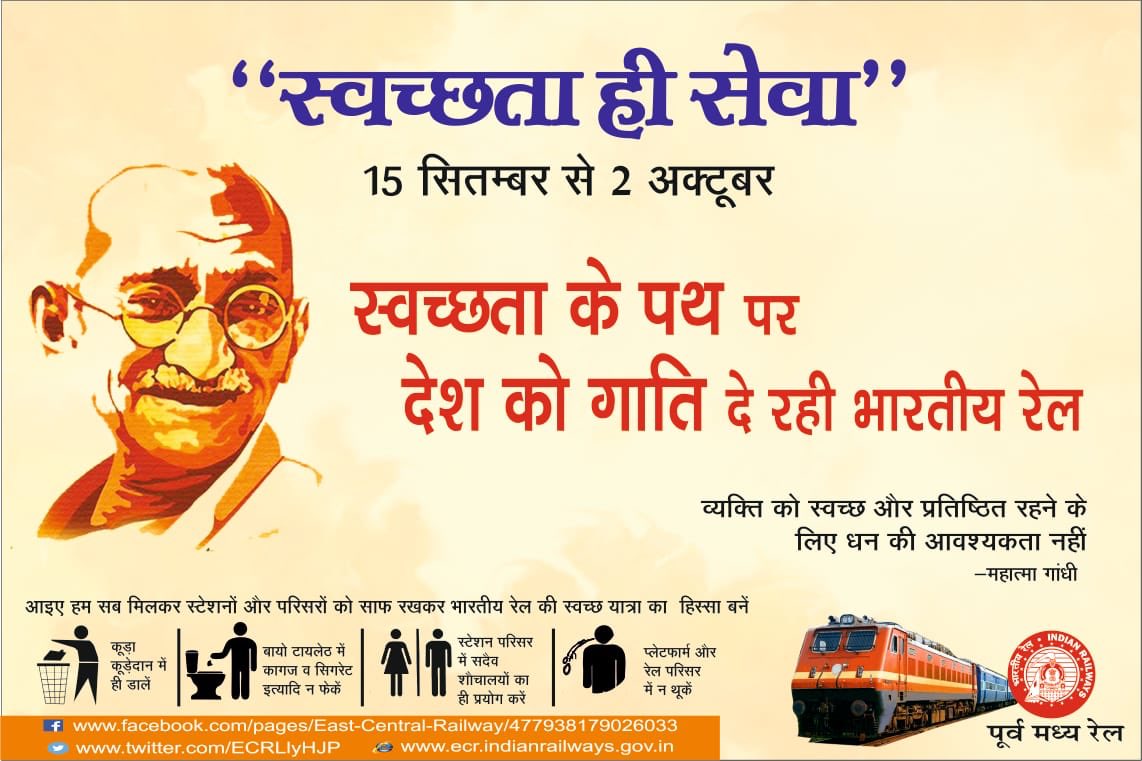 “स्वच्छता ही सेवा”
15 सितम्बर से 2 अक्टूबर
स्वच्छता के पथ पर
देश को गाति दे रही भारतीय रेल
व्यक्ति को स्वच्छ और प्रतिष्ठित रहने के
लिए धन की आवश्यकता नहीं
–महात्मा गांधी
आइए हम सब मिलकर स्टेशनों और परिसरों को साफ रखकर भारतीय रेल की स्वच्छ यात्रा का हिस्सा बनें
कूड़ा
कूड़ेदान में
ही डालें
बायो टायलेट में
कागज व सिगरेट
इत्यादि न फेकें
स्टेशन परिसर
में सदैव
शौचालयों का
ही प्रयोग करें
प्लेटफार्म और
रेल परिसर
में न थूकें
भारतीय रेल INDIAN RAILWAYS
पूर्व मध्य रेल
www.facebook.com/pages/East-Central-Railway/477938179026033
www.twitter.com/ECRLIyHJP www.ecr.indianrailways.gov.in